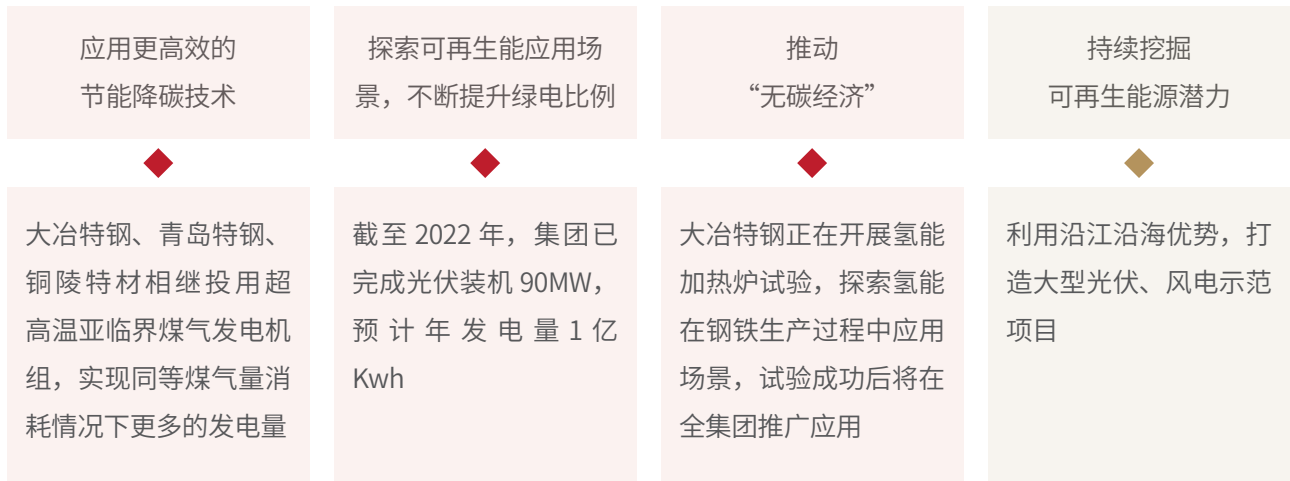 应用更高效的
节能降碳技术
大冶特钢、青岛特钢、
铜陵特材相继投用超
高温亚临界煤气发电机
组，实现同等煤气量消
耗情况下更多的发电量
探索可再生能应用场
景，不断提升绿电比例
截至 2022 年，集团已
完成光伏装机 90MW，
预计年发电量 1 亿
Kwh
推动
“无碳经济”
大冶特钢正在开展氢能
加热炉试验，探索氢能
在钢铁生产过程中应用
场景，试验成功后将在
全集团推广应用
持续挖掘
可再生能源潜力
利用沿江沿海优势，打
造大型光伏、风电示范
项目